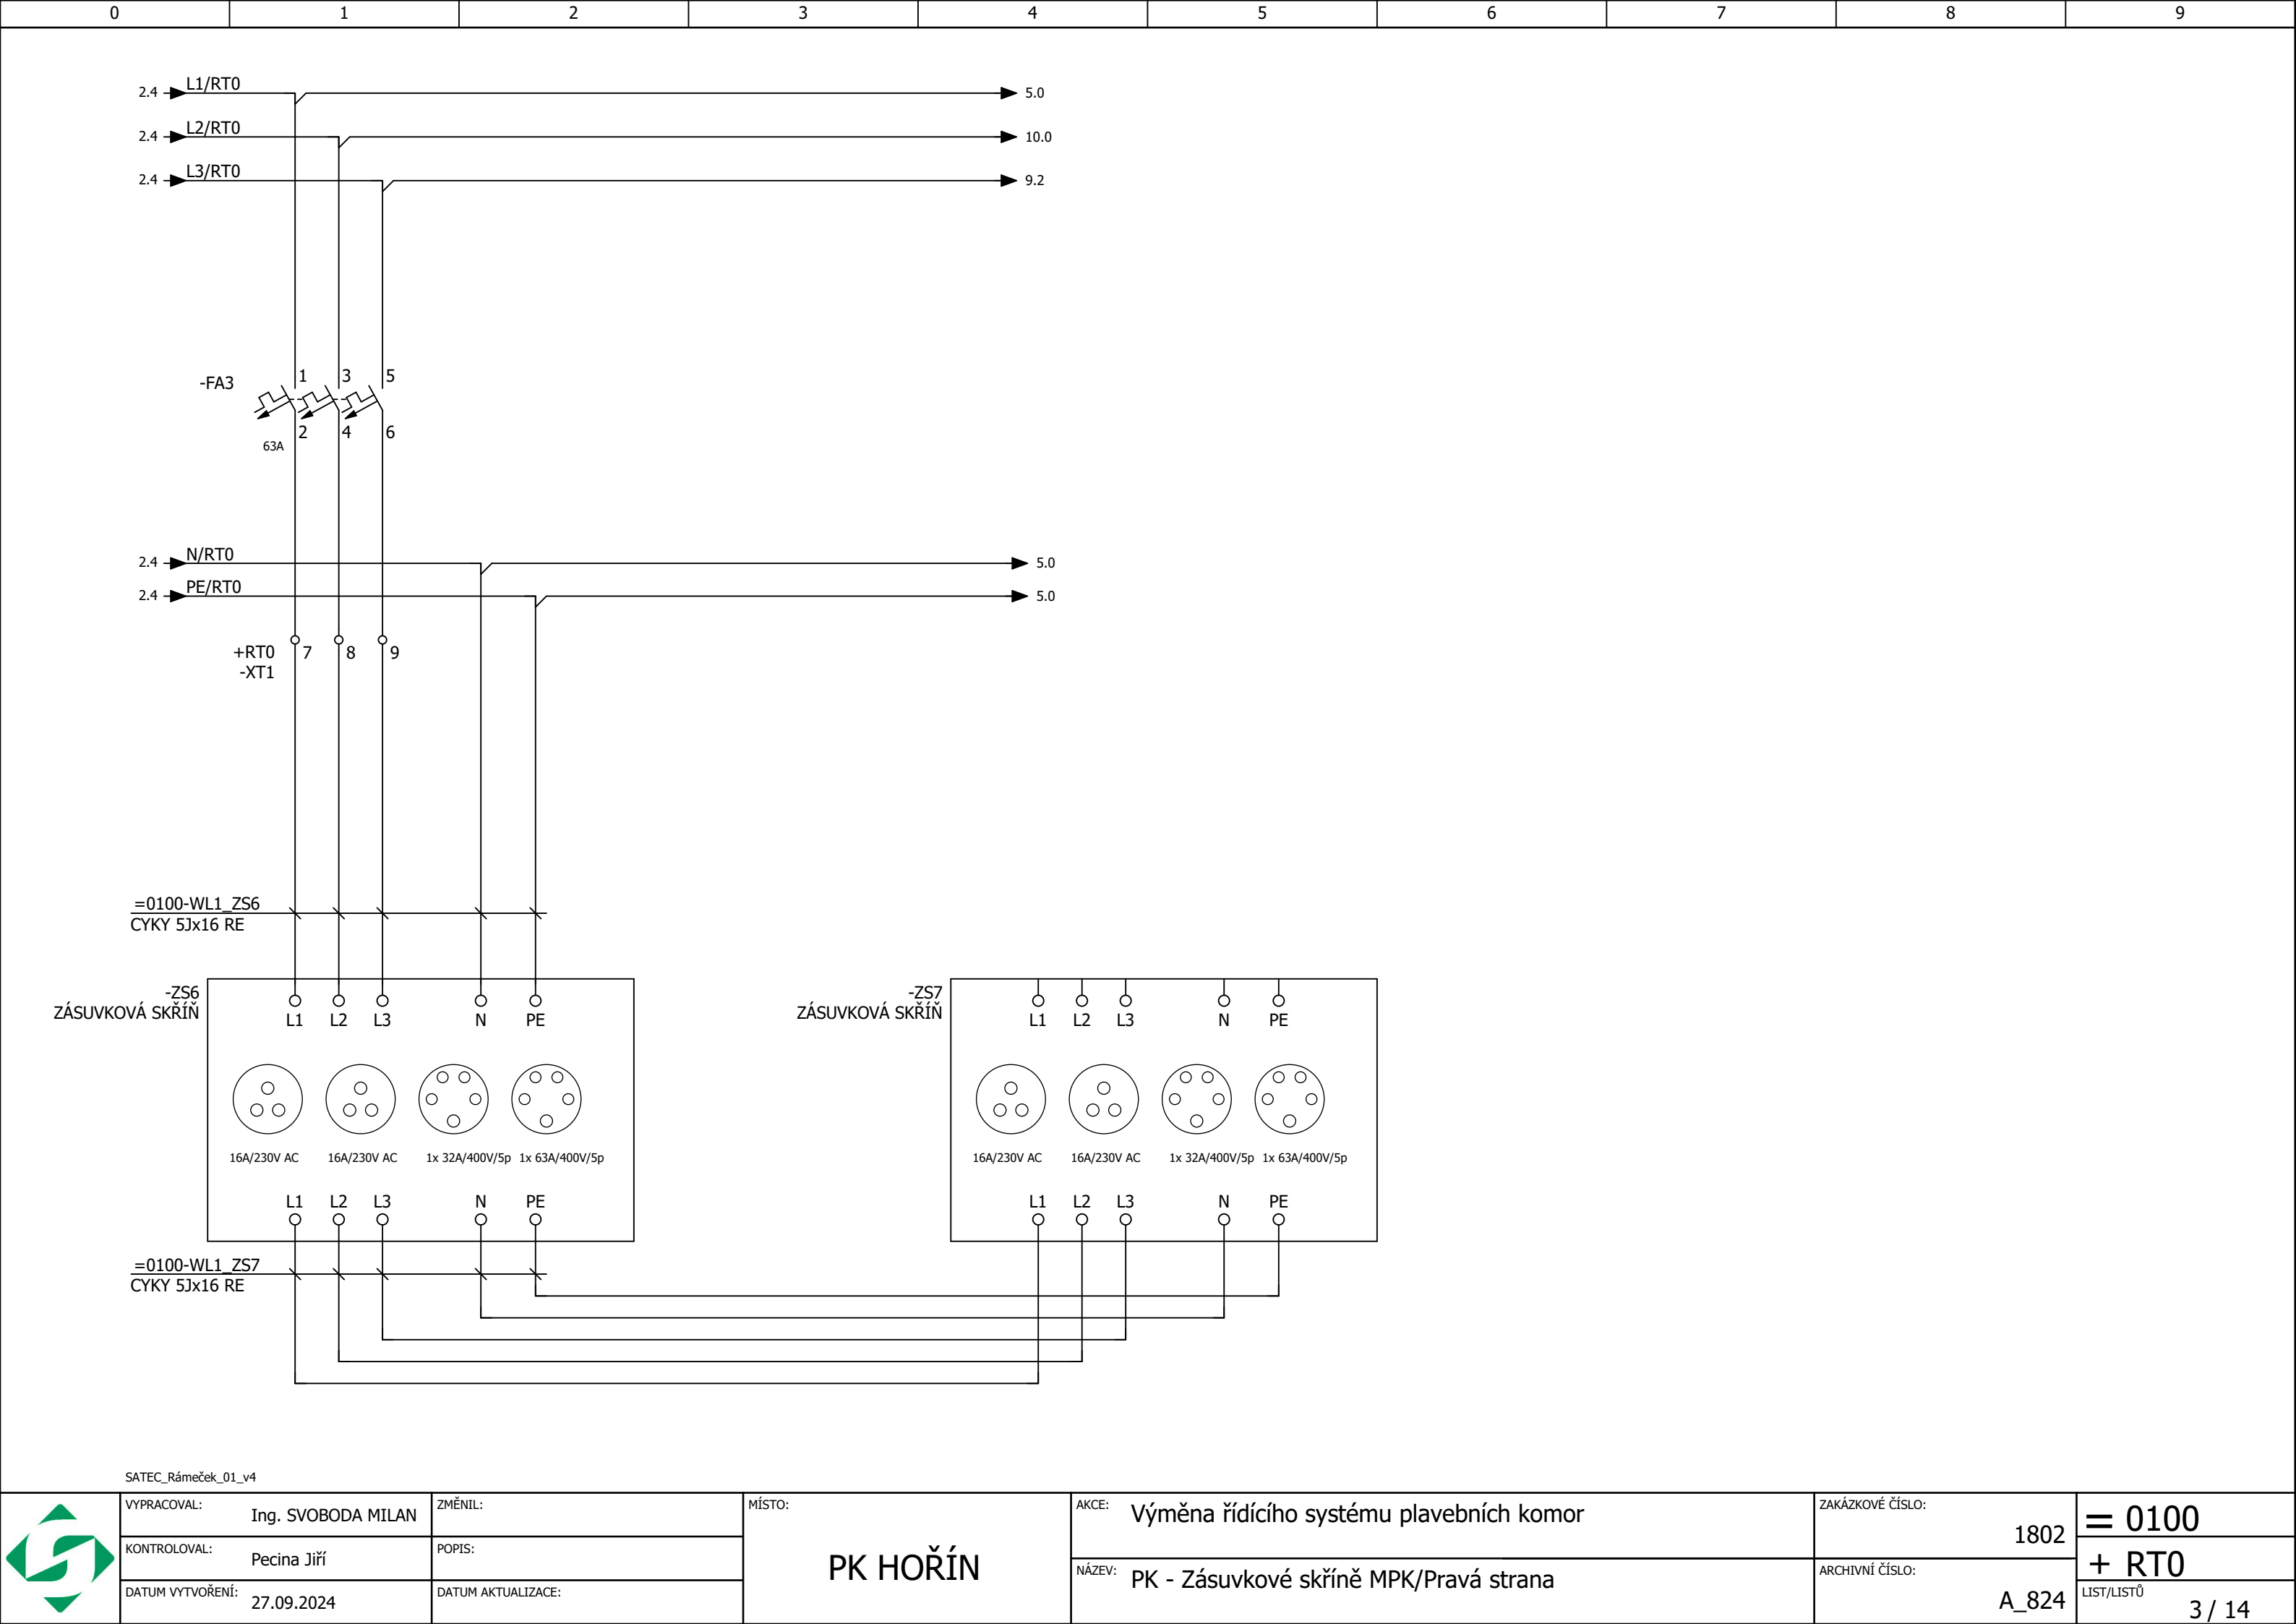 0 1 2 3 4 5 6 7 8 9
2.4 L1/RT0 5.0
2.4 L2/RT0 10.0
2.4 L3/RT0 9.2
-FA3 1 3 5
2 4 6
63A
2.4 N/RT0 5.0
2.4 PE/RT0 5.0
+RT0 7 8 9
-XT1
=0100-WL1_ZS6
CYKY 5Jx16 RE
-ZS6
ZÁSUVKOVÁ SKŘÍŇ
L1 L2 L3 N PE
16A/230V AC 16A/230V AC 1x 32A/400V/5p 1x 63A/400V/5p
L1 L2 L3 N PE
-ZS7
ZÁSUVKOVÁ SKŘÍŇ
L1 L2 L3 N PE
16A/230V AC 16A/230V AC 1x 32A/400V/5p 1x 63A/400V/5p
L1 L2 L3 N PE
=0100-WL1_ZS7
CYKY 5Jx16 RE
SATEC_Rámeček_01_v4
VYPRACOVAL: Ing. SVOBODA MILAN
KONTROLOVAL: Pecina Jiří
DATUM VYTVOŘENÍ: 27.09.2024
ZMĚNIL:
POPIS:
DATUM AKTUALIZACE:
MÍSTO:
PK HOŘÍN
AKCE: Výměna řídícího systému plavebních komor
NÁZEV: PK - Zásuvkové skříně MPK/Pravá strana
ZAKÁZKOVÉ ČÍSLO:
1802
ARCHIVNÍ ČÍSLO:
A_824
= 0100
+ RT0
LIST/LISTŮ
3 / 14